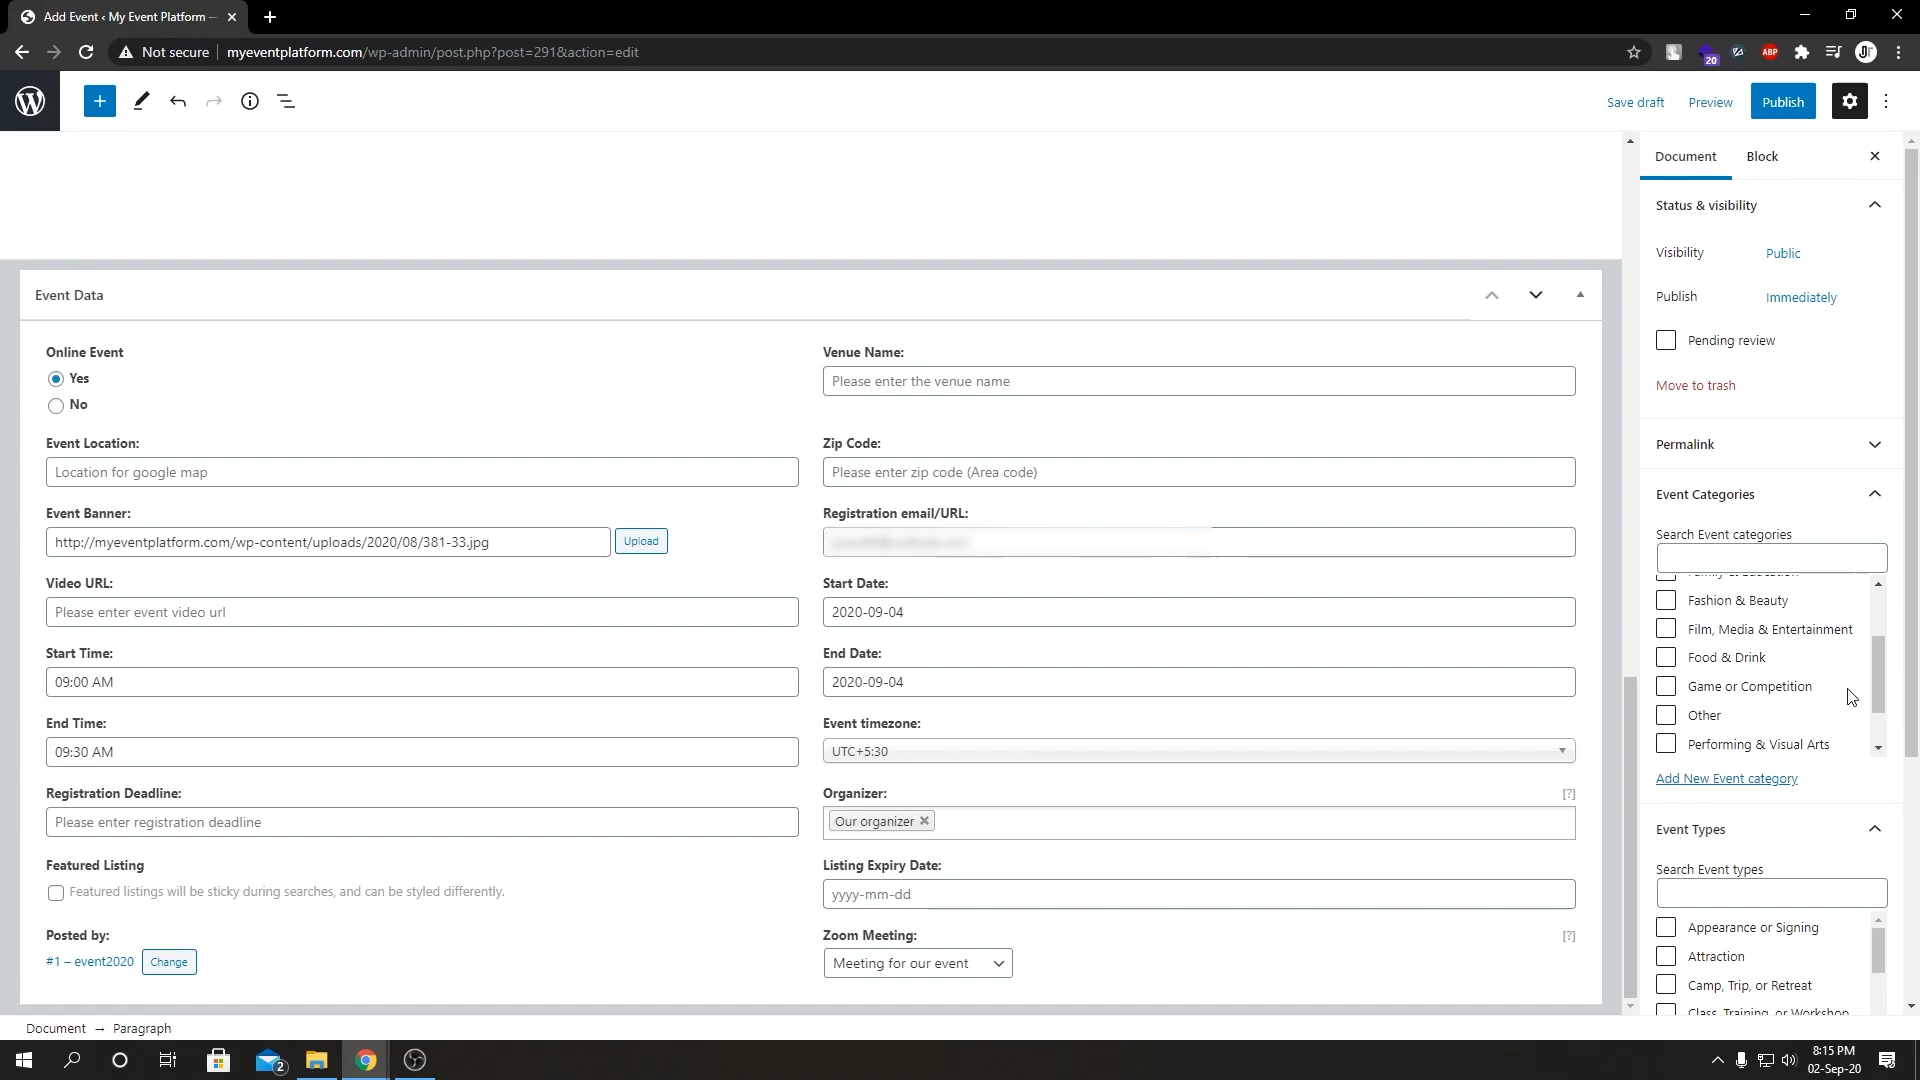 Add Event ‹ My Event Platform —
Not secure
myeventplatform.com/wp-admin/post.php?post=291&action=edit
20
ABP
Save draft
Preview
Publish
Document
Block
Status & visibility
Visibility
Public
Publish
Immediately
Pending review
Move to trash
Permalink
Event Categories
Search Event categories
Fashion & Beauty
Film, Media & Entertainment
Food & Drink
Game or Competition
Other
Performing & Visual Arts
Add New Event category
Event Types
Search Event types
Appearance or Signing
Attraction
Camp, Trip, or Retreat
Class, Training, or Workshop
Event Data
Online Event
Yes
No
Venue Name:
Please enter the venue name
Event Location:
Location for google map
Zip Code:
Please enter zip code (Area code)
Event Banner:
http://myeventplatform.com/wp-content/uploads/2020/08/381-33.jpg
Upload
Registration email/URL:
Video URL:
Please enter event video url
Start Date:
2020-09-04
Start Time:
09:00 AM
End Date:
2020-09-04
End Time:
09:30 AM
Event timezone:
UTC+5:30
Registration Deadline:
Please enter registration deadline
Organizer:
[?]
Our organizer
Featured Listing
Featured listings will be sticky during searches, and can be styled differently.
Listing Expiry Date:
yyyy-mm-dd
Posted by:
#1 – event2020
Change
Zoom Meeting:
[?]
Meeting for our event
Document → Paragraph
2
8:15 PM
02-Sep-20